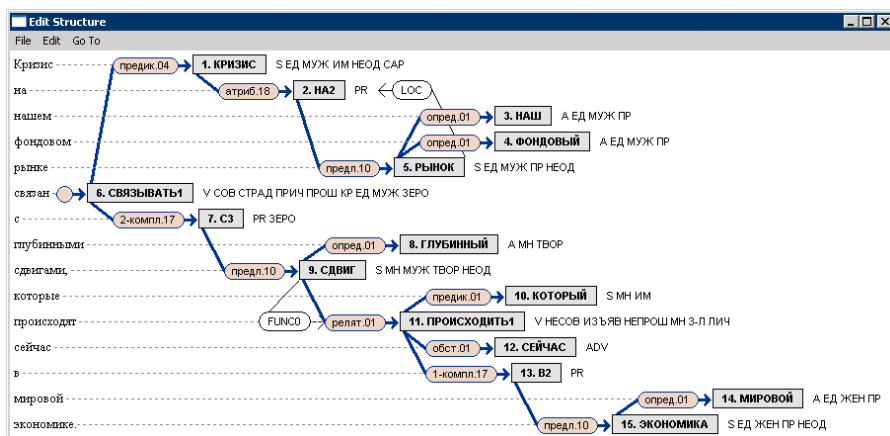 Edit Structure
File Edit Go To
Кризис предик.04 1. КРИЗИС S ЕД МУЖ ИМ НЕОД CAP
на атриб.18 2. НА2 PR LOC
нашем опред.01 3. НАШ A ЕД МУЖ ПР
фондовом опред.01 4. ФОНДОВЫЙ A ЕД МУЖ ПР
рынке предл.10 5. РЫНОК S ЕД МУЖ ПР НЕОД
связан 6. СВЯЗЫВАТЬ1 V СОВ СТРАД ПРИЧ ПРОШ КР ЕД МУЖ ЗЕРО
с 2-компл.17 7. С3 PR ЗЕРО
глубинными опред.01 8. ГЛУБИННЫЙ A МН ТВОР
сдвигами, предл.10 9. СДВИГ S МН МУЖ ТВОР НЕОД
которые предик.01 10. КОТОРЫЙ S МН ИМ
происходят FUNC0 релят.01 11. ПРОИСХОДИТЬ1 V НЕСОВ ИЗЪЯВ НЕПРОШ МН 3-Л ЛИЧ
сейчас обст.01 12. СЕЙЧАС ADV
в 1-компл.17 13. В2 PR
мировой опред.01 14. МИРОВОЙ A ЕД ЖЕН ПР
экономике. предл.10 15. ЭКОНОМИКА S ЕД ЖЕН ПР НЕОД